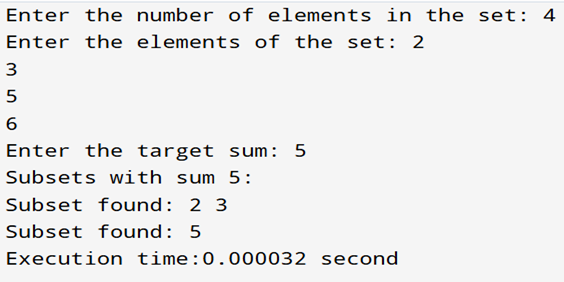 Enter the number of elements in the set: 4
Enter the elements of the set: 2
3
5
6
Enter the target sum: 5
Subsets with sum 5:
Subset found: 2 3
Subset found: 5
Execution time:0.000032 second